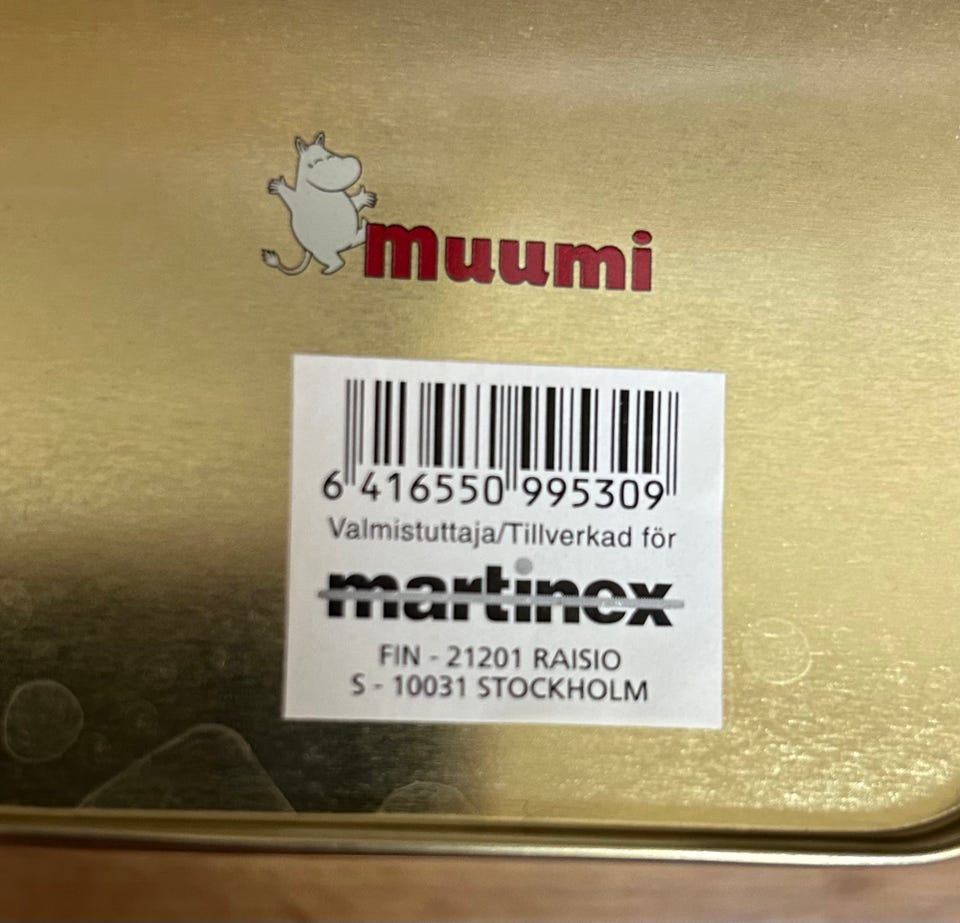 muumi
6 416550 995309
Valmistuttaja/Tillverkad för
martinex
FIN - 21201 RAISIO
S - 10031 STOCKHOLM